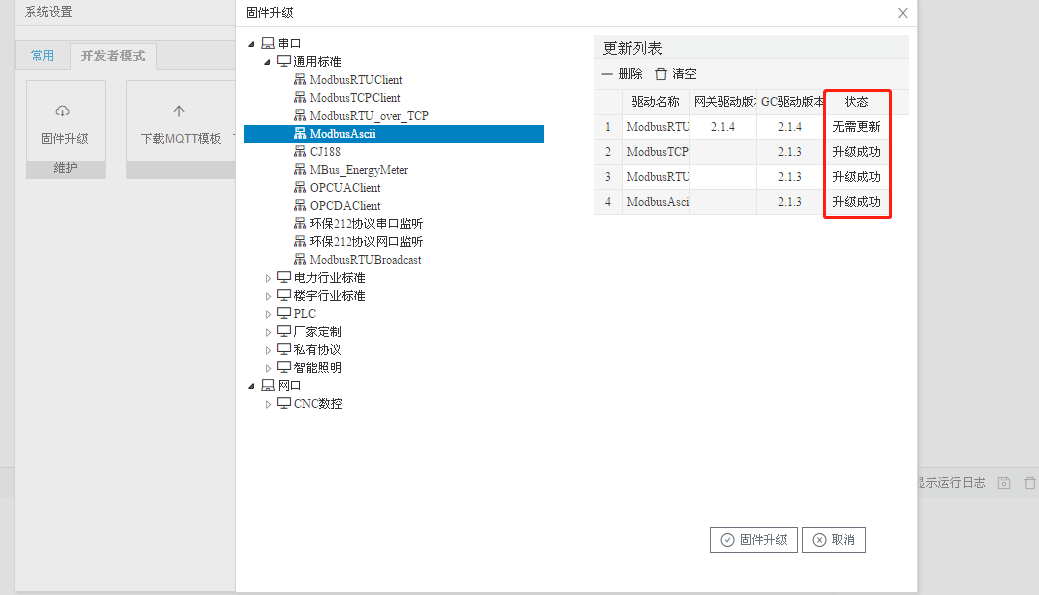 系统设置
常用 开发者模式
固件升级
维护
下载MQTT模板
固件升级
串口
通用标准
ModbusRTUClient
ModbusTCPClient
ModbusRTU_over_TCP
ModbusAscii
CJ188
MBus_EnergyMeter
OPCUAClient
OPCDAClient
环保212协议串口监听
环保212协议网口监听
ModbusRTUBroadcast
电力行业标准
楼宇行业标准
PLC
厂家定制
私有协议
智能照明
网口
CNC数控
更新列表
删除 清空
驱动名称 网关驱动版本 GC驱动版本 状态
1 ModbusRTU 2.1.4 2.1.4 无需更新
2 ModbusTCP 2.1.3 升级成功
3 ModbusRTU 2.1.3 升级成功
4 ModbusAscii 2.1.3 升级成功
固件升级 取消
显示运行日志